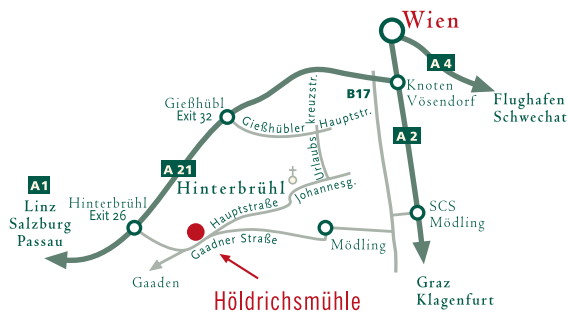 Wien
A 4
Flughafen
Schwechat
Knoten
Vösendorf
B17
A 2
Gießhübl
Exit 32
Gießhübler Hauptstr.
Urlaubskreuzstr.
A 21
A1
Linz
Salzburg
Passau
Hinterbrühl
Exit 26
Hinterbrühl
Hauptstraße
Johannesg.
Gaadner Straße
Mödling
SCS
Mödling
Gaaden
Graz
Klagenfurt
Höldrichsmühle